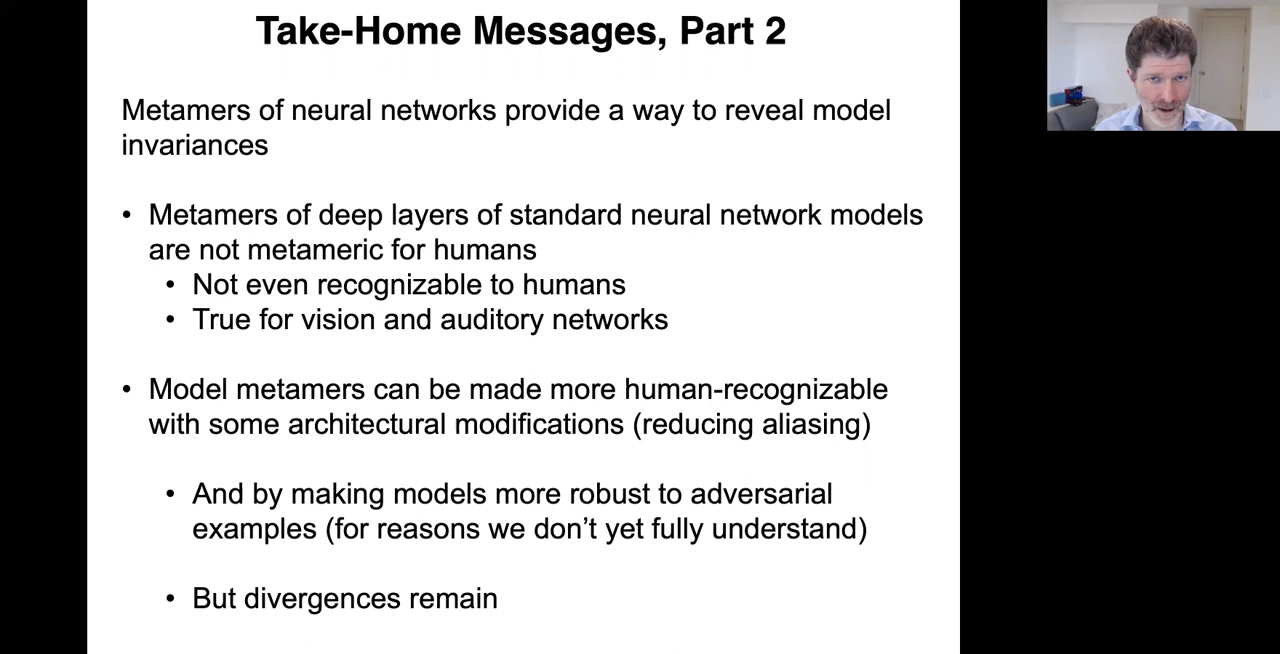 Take-Home Messages, Part 2
Metamers of neural networks provide a way to reveal model
invariances
• Metamers of deep layers of standard neural network models
are not metameric for humans
• Not even recognizable to humans
• True for vision and auditory networks
• Model metamers can be made more human-recognizable
with some architectural modifications (reducing aliasing)
• And by making models more robust to adversarial
examples (for reasons we don’t yet fully understand)
• But divergences remain